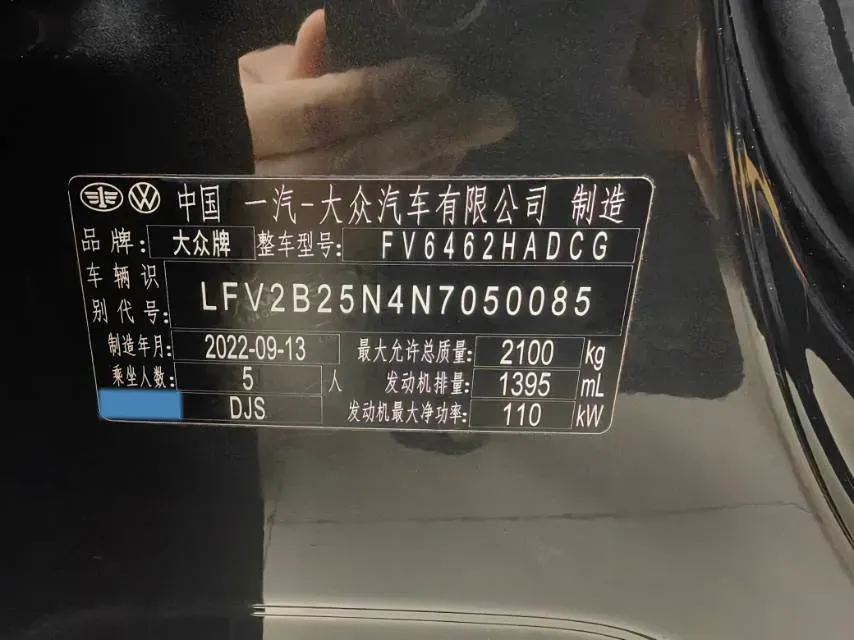 中国 一汽-大众汽车有限公司 制造
品牌: 大众牌 整车型号: FV6462HADCG
车辆识别代号: LFV2B25N4N7050085
制造年月: 2022-09-13 最大允许总质量: 2100 kg
乘坐人数: 5 人 发动机排量: 1395 mL
DJS 发动机最大净功率: 110 kW